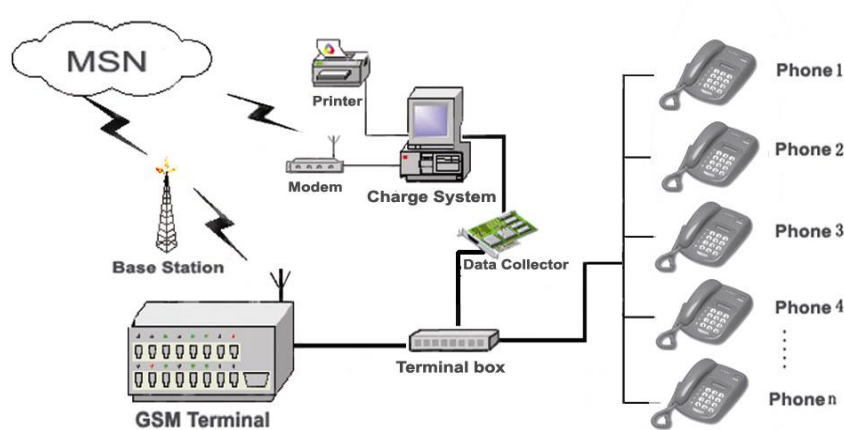 MSN
Printer
Modem
Charge System
Base Station
Data Collector
GSM Terminal
Terminal box
Phone 1
Phone 2
Phone 3
Phone 4
Phone n